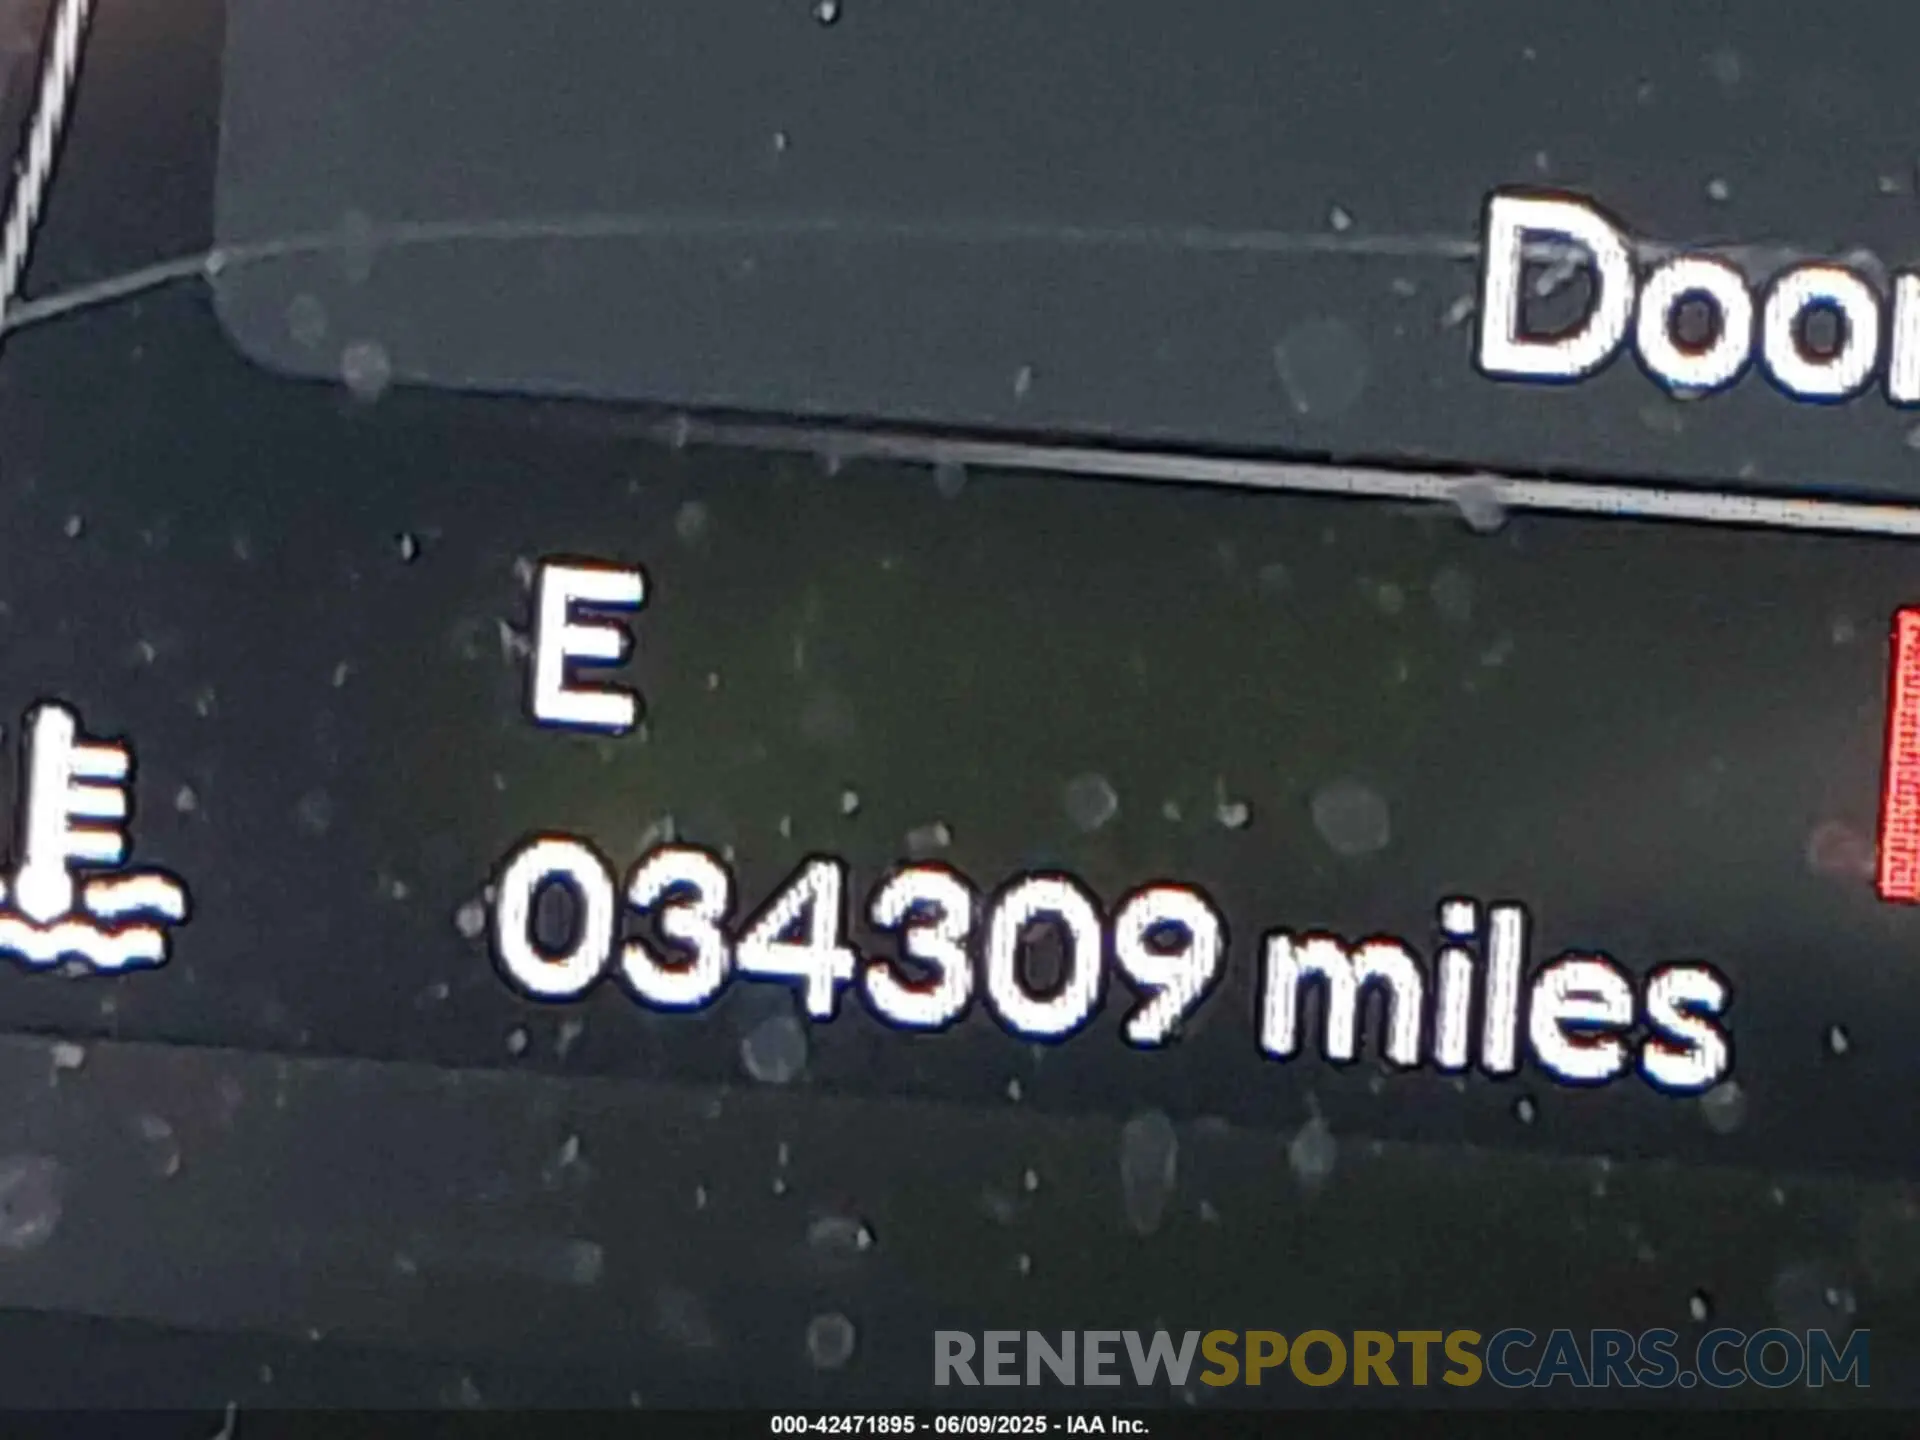 Door
E
034309 miles
RENEWSPORTSCARS.COM
000-42471895 - 06/09/2025 - IAA Inc.